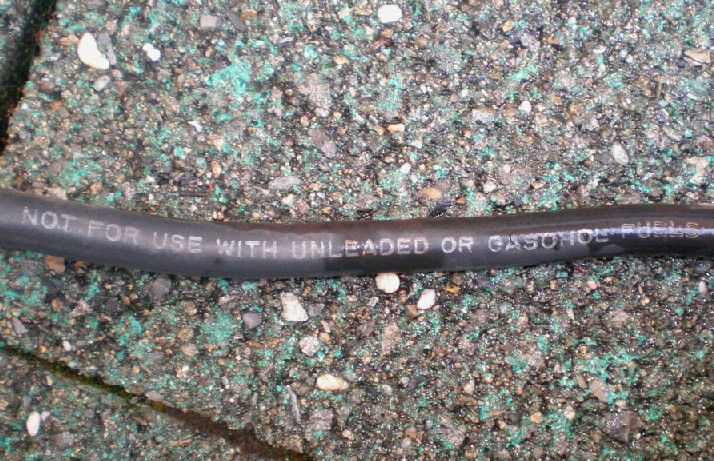 NOT FOR USE WITH UNLEADED OR GASOHOL FUELS